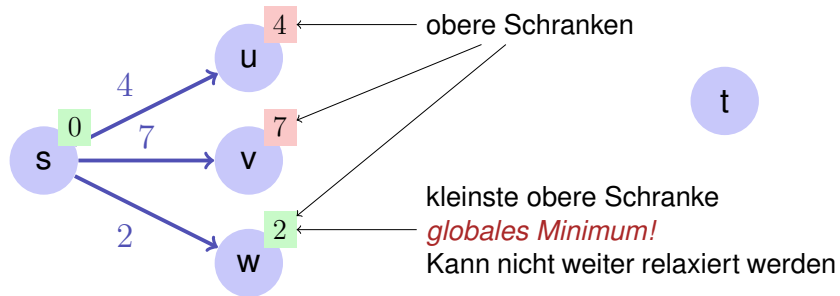 4
obere Schranken
u
4
t
0
7
7
s
v
kleinste obere Schranke
2
globales Minimum!
2
w
Kann nicht weiter relaxiert werden